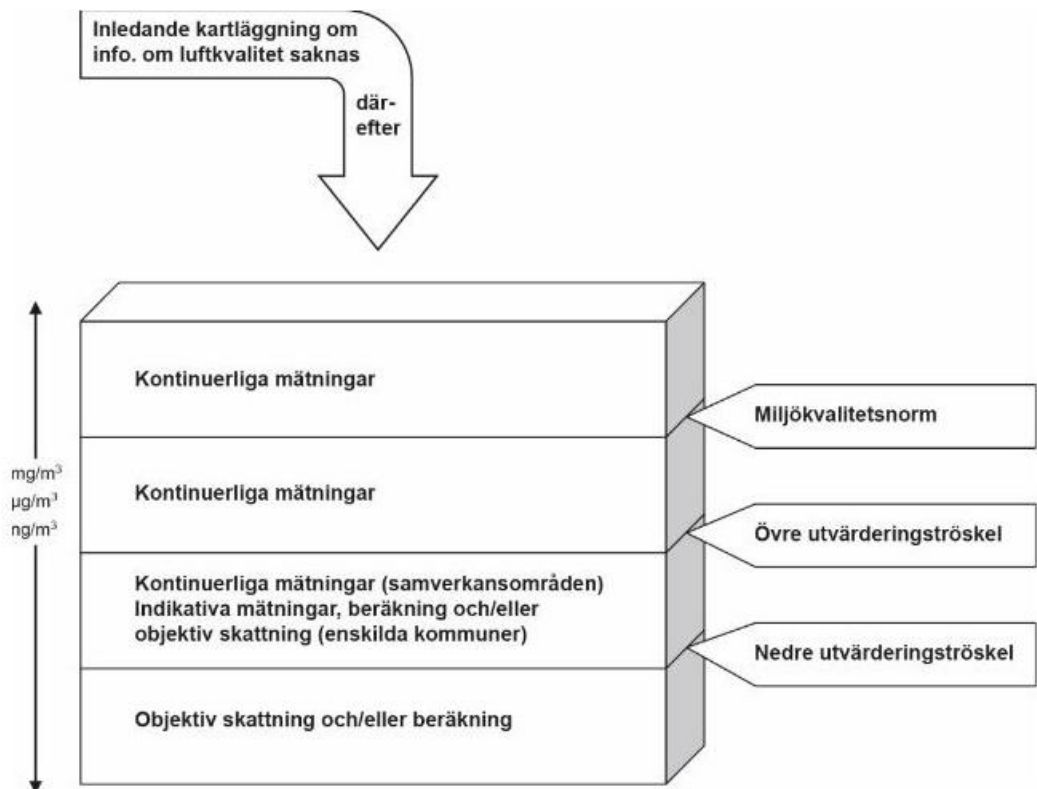 Inledande kartläggning om
info. om luftkvalitet saknas
där-
efter
Kontinuerliga mätningar
Miljökvalitetsnorm
mg/m³
µg/m³
ng/m³
Kontinuerliga mätningar
Övre utvärderingströskel
Kontinuerliga mätningar (samverkansområden)
Indikativa mätningar, beräkning och/eller
objektiv skattning (enskilda kommuner)
Nedre utvärderingströskel
Objektiv skattning och/eller beräkning